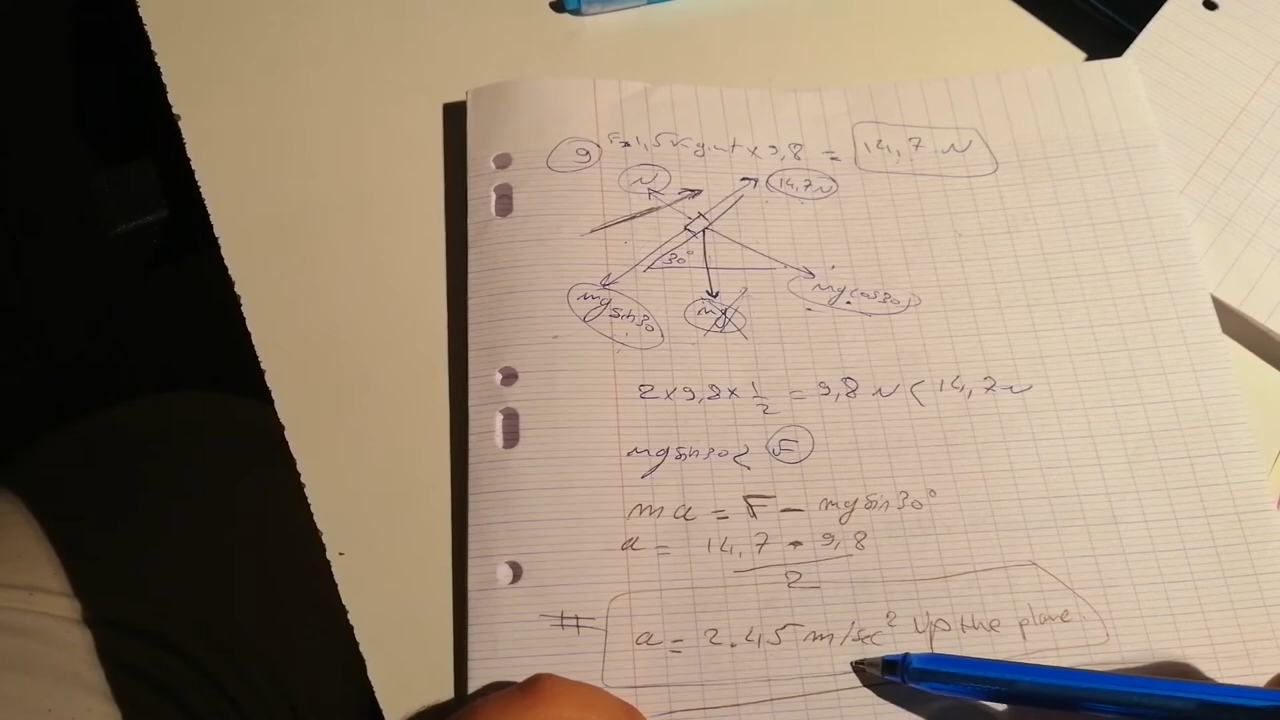 9 F=1,5 Kg.wt x 9,8 = 14,7 N
N 14,7 N
30°
mg sin30 mg mg cos30
2 x 9,8 x 1/2 = 9,8 N < 14,7 N
mg sin30 < F
ma = F - mg sin30°
a = 14,7 - 9,8
2
# a = 2.45 m/sec² up the plane